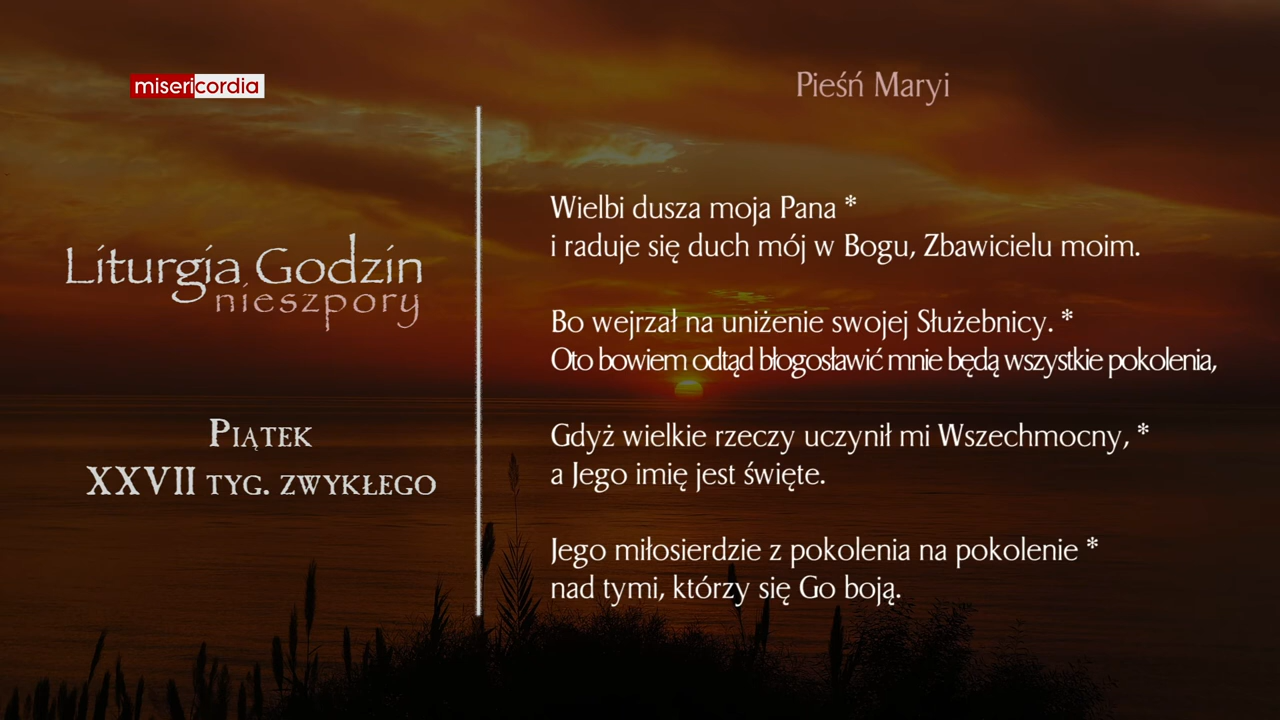 misericordia
Pieśń Maryi
Liturgia Godzin
nieszpory
Piątek
XXVII tyg. zwykłego
Wielbi dusza moja Pana *
i raduje się duch mój w Bogu, Zbawicielu moim.
Bo wejrzał na uniżenie swojej Służebnicy. *
Oto bowiem odtąd błogosławić mnie będą wszystkie pokolenia,
Gdyż wielkie rzeczy uczynił mi Wszechmocny, *
a Jego imię jest święte.
Jego miłosierdzie z pokolenia na pokolenie *
nad tymi, którzy się Go boją.